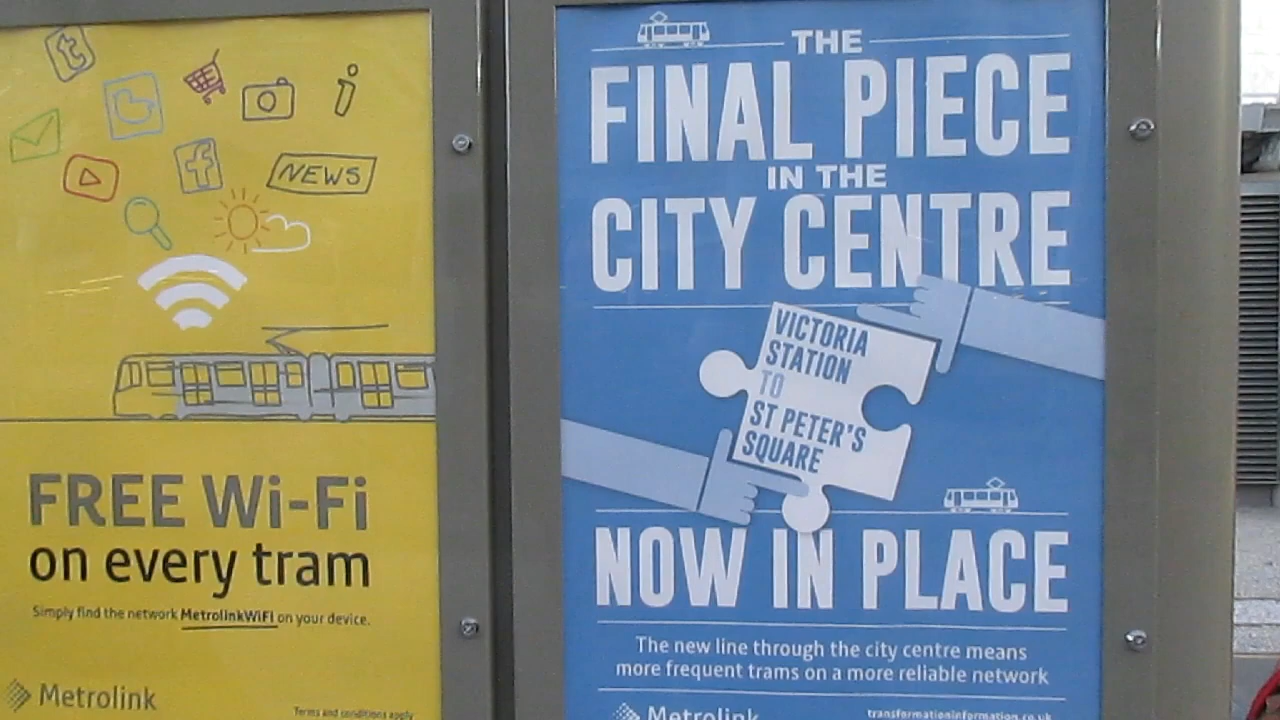 NEWS
FREE Wi-Fi
on every tram
Simply find the network MetrolinkWiFi on your device.
Metrolink
Terms and conditions apply
THE
FINAL PIECE
IN THE
CITY CENTRE
VICTORIA
STATION
TO
ST PETER'S
SQUARE
NOW IN PLACE
The new line through the city centre means
more frequent trams on a more reliable network
Metrolink
transformationinformation.co.uk